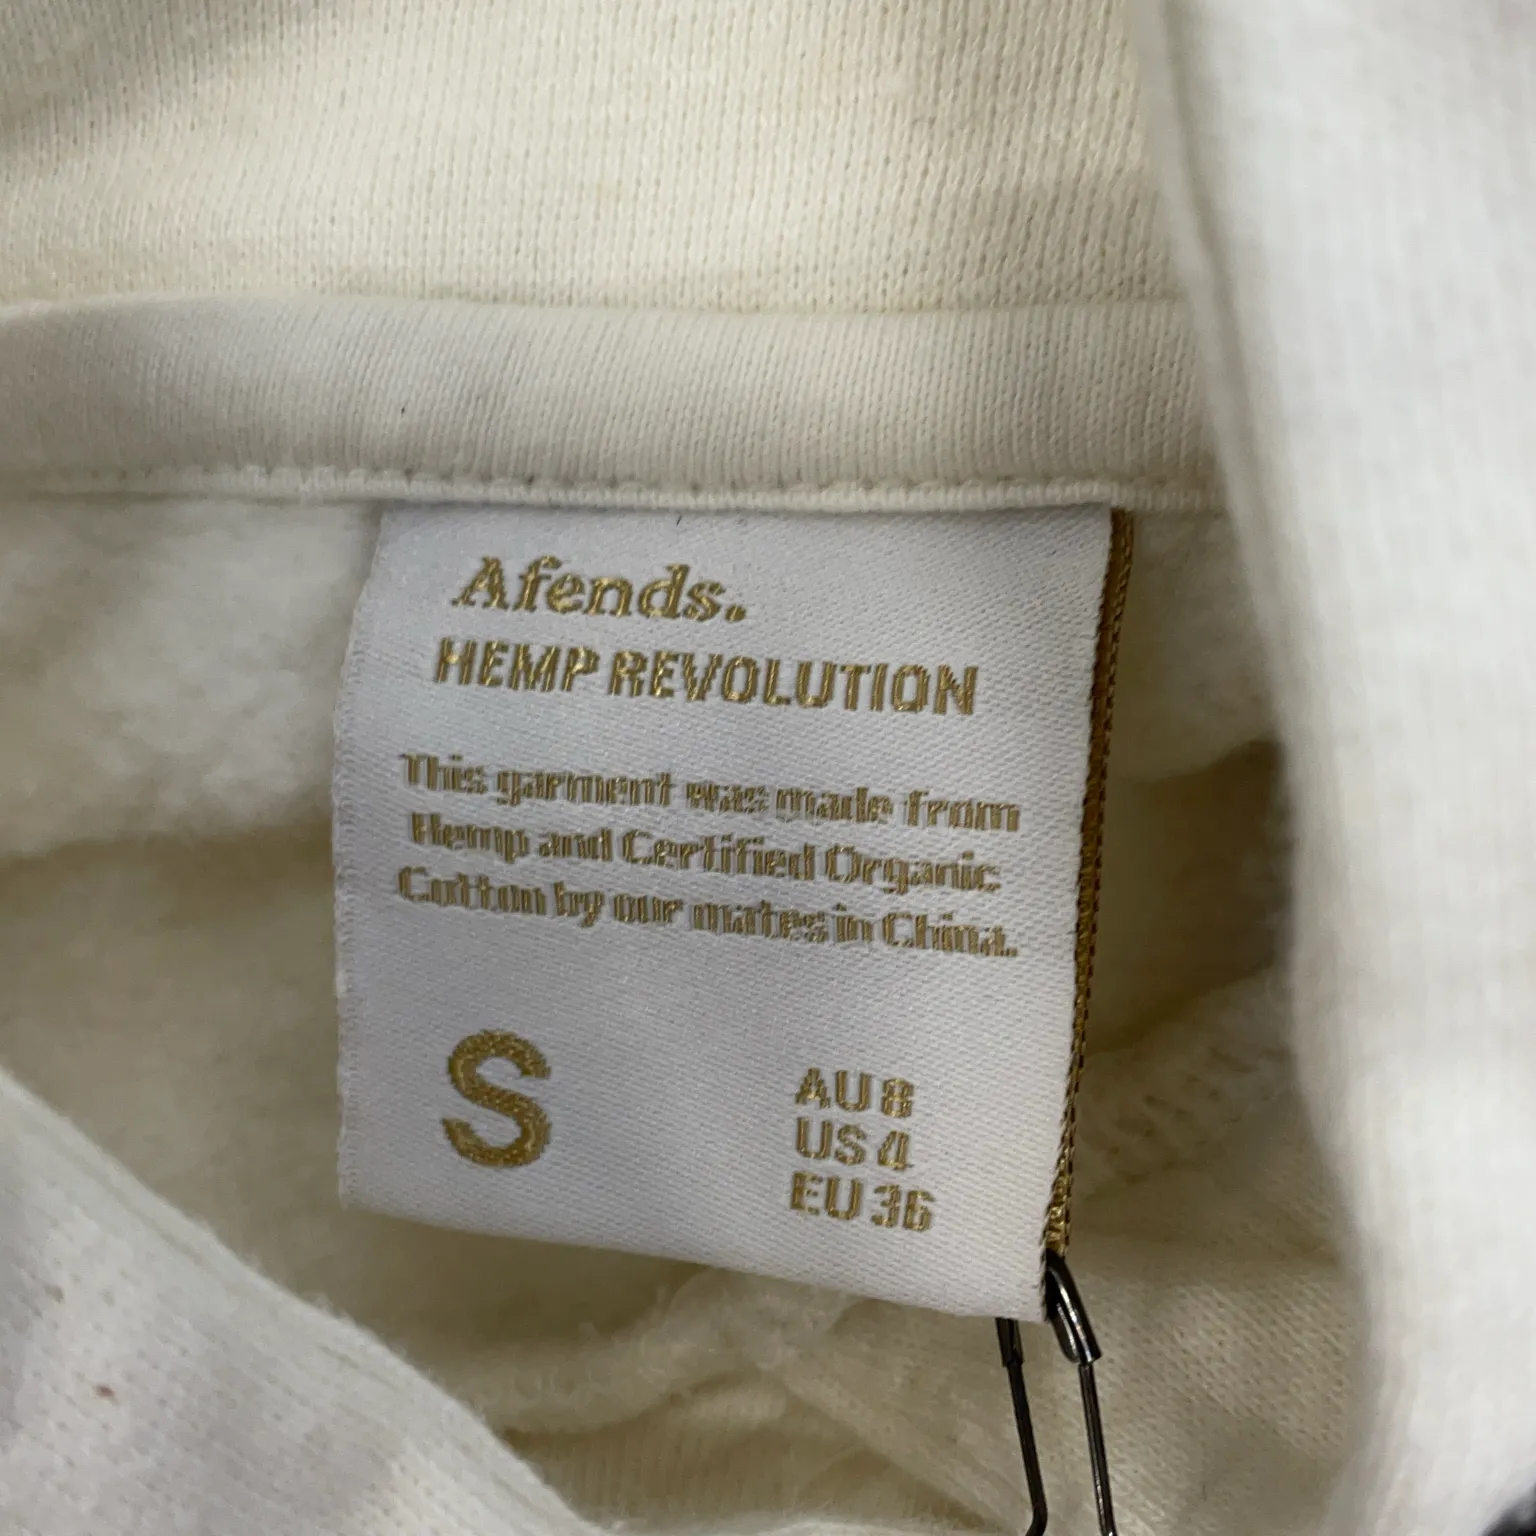 Afends.
HEMP REVOLUTION
This garment was made from
Hemp and Certified Organic
Cotton by our mates in China.
S
AU 8
US 4
EU 36